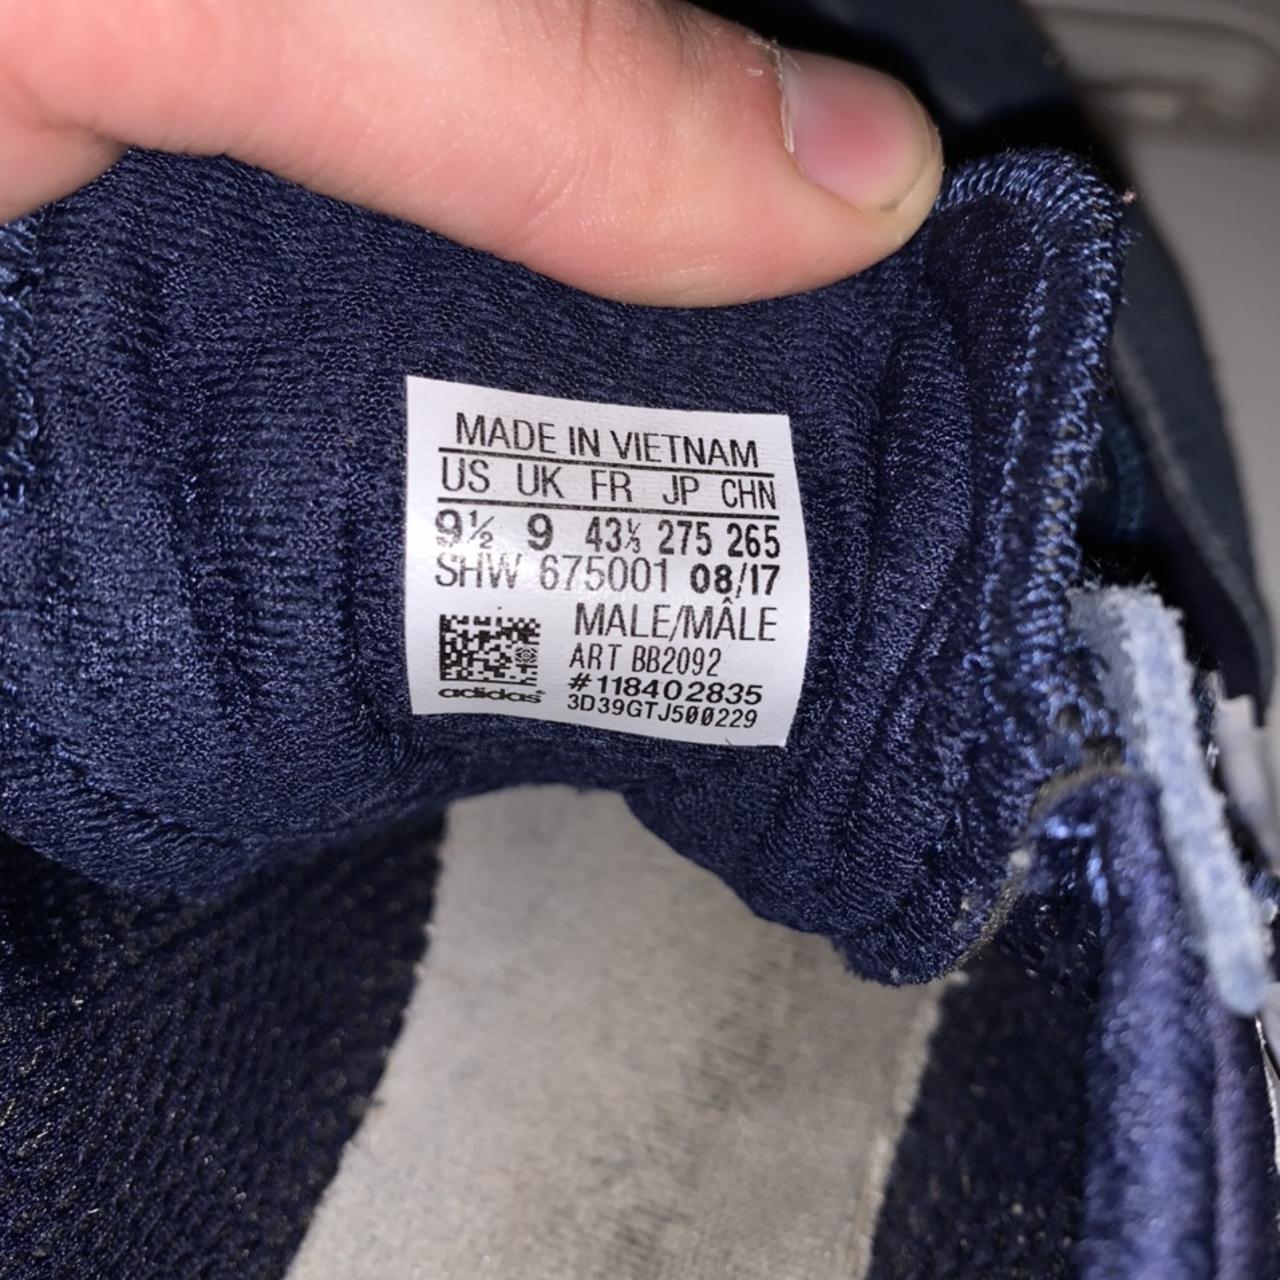 MADE IN VIETNAM
US UK FR JP CHN
9½ 9 43⅓ 275 265
SHW 675001 08/17
MALE/MÂLE
ART BB2092
#118402835
adidas
3D39GTJ500229